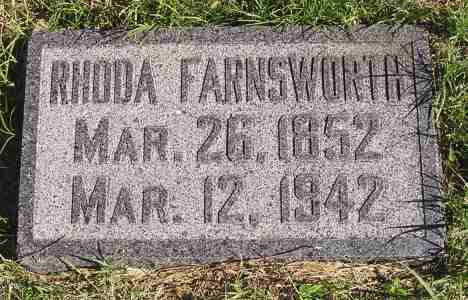 RHODA FARNSWORTH
MAR. 26, 1852
MAR. 12, 1942